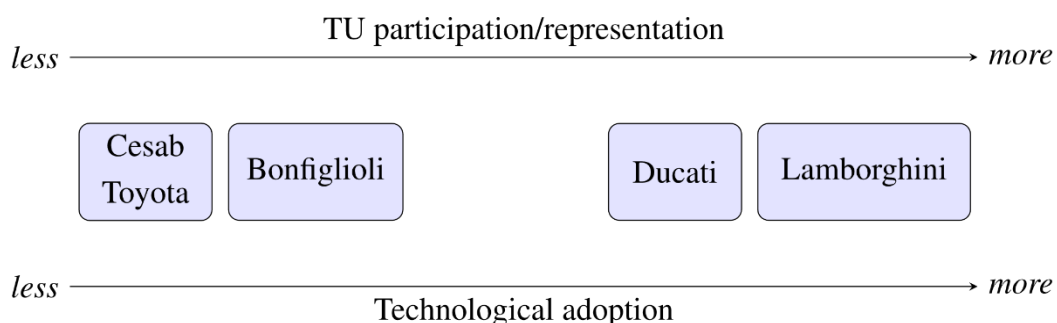 TU participation/representation
less more
Cesab
Toyota
Bonfiglioli
Ducati
Lamborghini
less more
Technological adoption